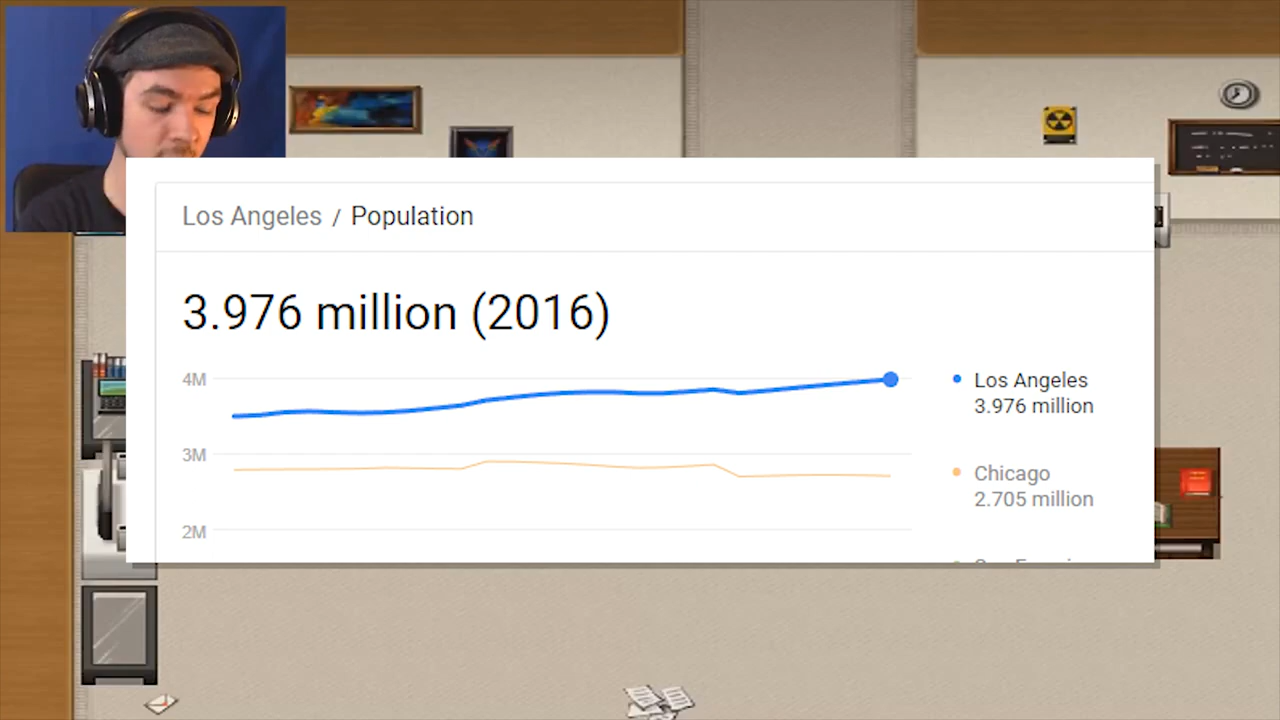 Los Angeles / Population
3.976 million (2016)
4M
3M
2M
Los Angeles
3.976 million
Chicago
2.705 million